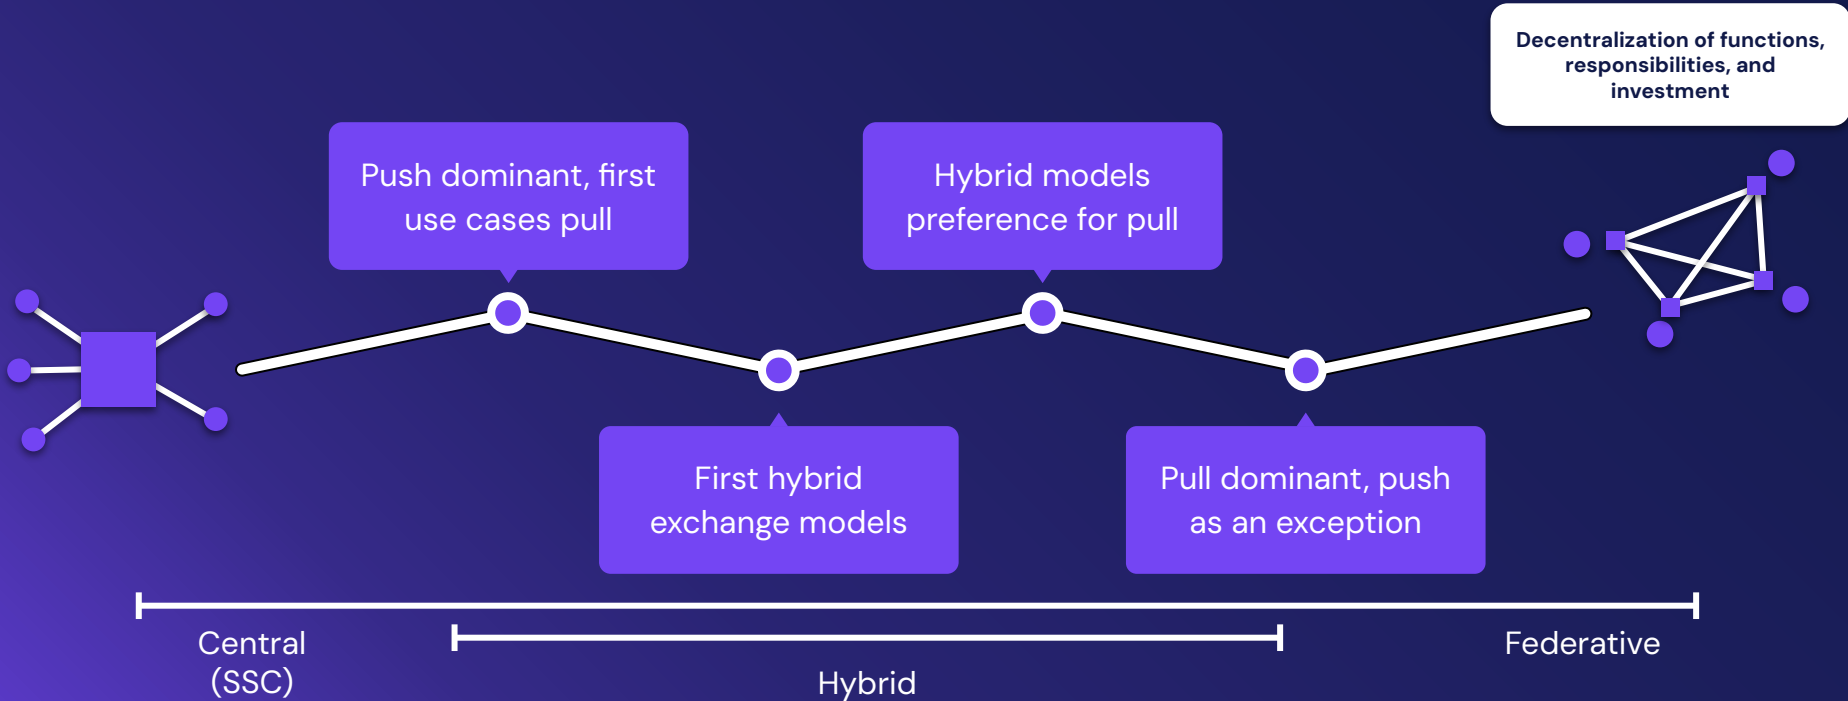 Decentralization of functions,
responsibilities, and
investment
Push dominant, first
use cases pull
Hybrid models
preference for pull
First hybrid
exchange models
Pull dominant, push
as an exception
Central
(SSC)
Hybrid
Federative